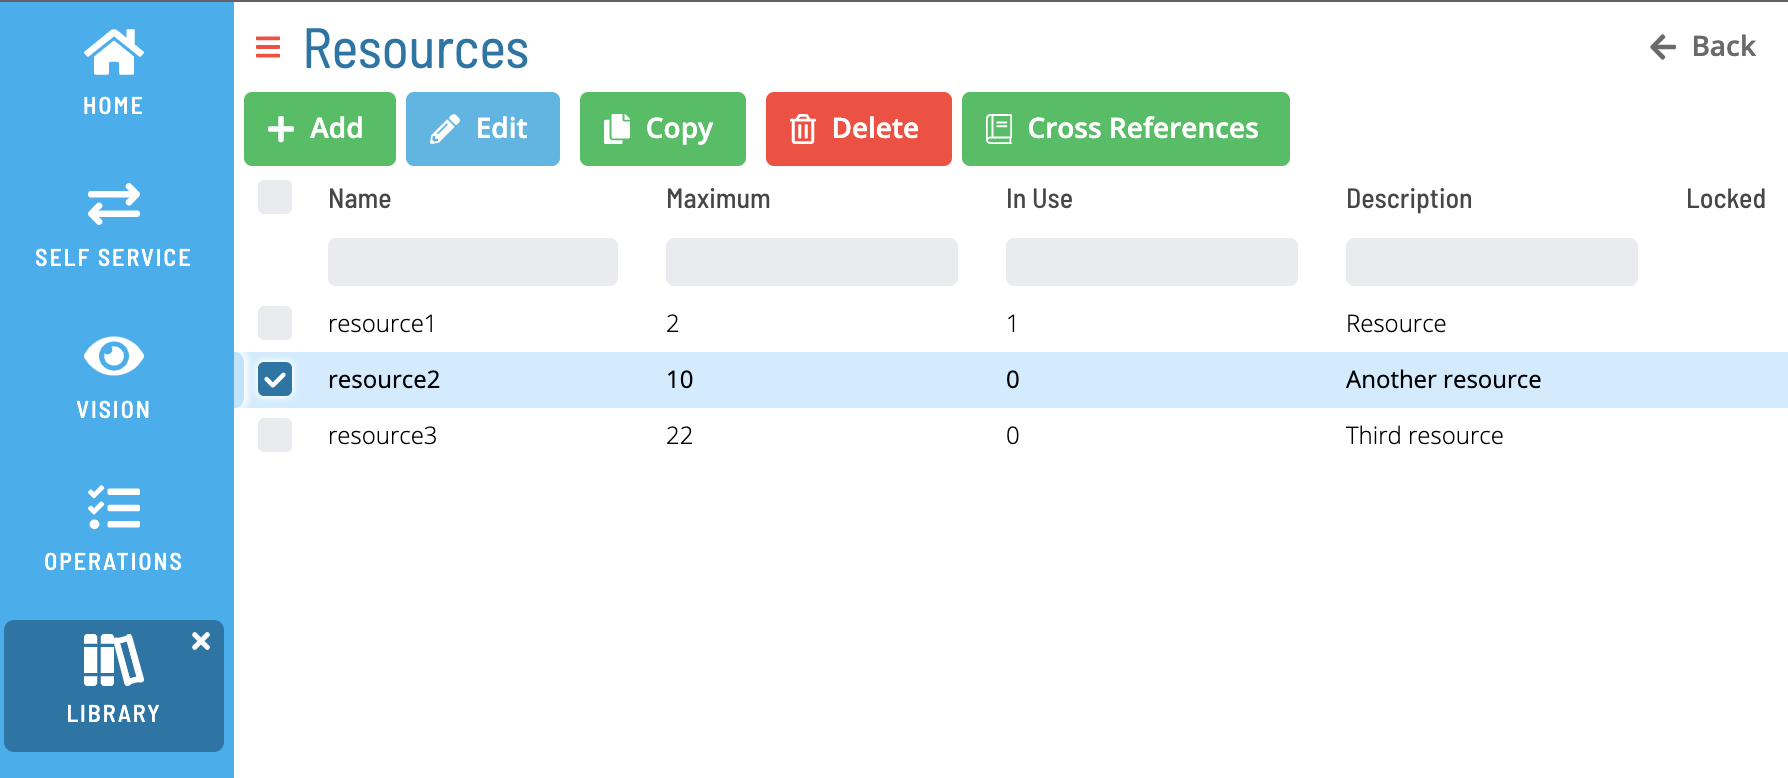 Resources
Back
Add Edit Copy Delete Cross References
Name Maximum In Use Description Locked
resource1 2 1 Resource
resource2 10 0 Another resource
resource3 22 0 Third resource
HOME
SELF SERVICE
VISION
OPERATIONS
LIBRARY